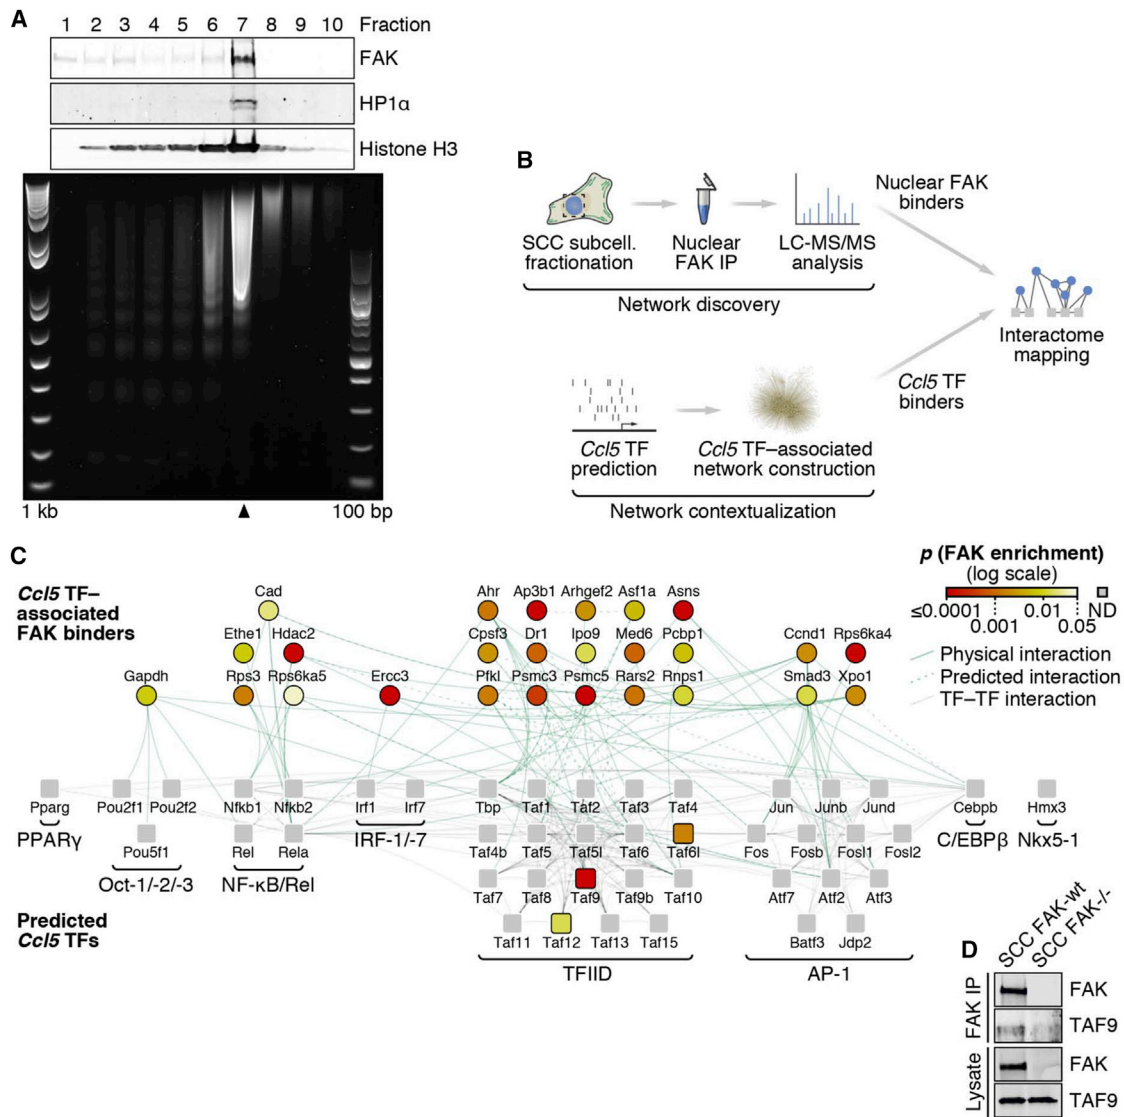 A
1 2 3 4 5 6 7 8 9 10 Fraction
FAK
HP1α
Histone H3
1 kb
100 bp
B
SCC subcell.
fractionation
Nuclear
FAK IP
LC-MS/MS
analysis
Network discovery
Nuclear FAK
binders
Interactome
mapping
Ccl5 TF
binders
Ccl5 TF
prediction
Ccl5 TF–associated
network construction
Network contextualization
C
Ccl5 TF–
associated
FAK binders
p (FAK enrichment)
(log scale)
≤0.0001 0.01 ND
0.001 0.05
Physical interaction
Predicted interaction
TF–TF interaction
Cad Ahr Ap3b1 Arhgef2 Asf1a Asns
Ethe1 Hdac2 Cpsf3 Dr1 Ipo9 Med6 Pcbp1 Ccnd1 Rps6ka4
Gapdh Rps3 Rps6ka5 Ercc3 Pfkl Psmc3 Psmc5 Rars2 Rnps1 Smad3 Xpo1
Pparg Pou2f1 Pou2f2 Nfkb1 Nfkb2 Irf1 Irf7 Tbp Taf1 Taf2 Taf3 Taf4 Jun Junb Jund Cebpb Hmx3
PPARγ IRF-1/-7 C/EBPβ Nkx5-1
Pou5f1 Rel Rela Taf4b Taf5 Taf5l Taf6 Taf6l Fos Fosb Fosl1 Fosl2
Oct-1/-2/-3 NF-κB/Rel
Taf7 Taf8 Taf9 Taf9b Taf10 Atf7 Atf2 Atf3
Predicted
Ccl5 TFs
Taf11 Taf12 Taf13 Taf15 Batf3 Jdp2
TFIID AP-1
D
SCC FAK-wt
SCC FAK-/-
FAK IP
FAK
TAF9
Lysate
FAK
TAF9